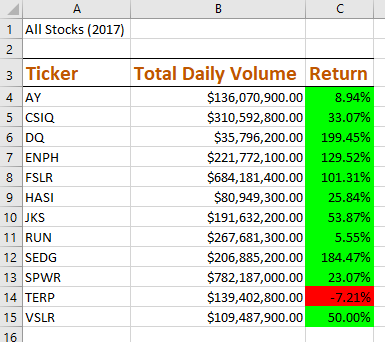 A B C
1 All Stocks (2017)
2
3 Ticker Total Daily Volume Return
4 AY $136,070,900.00 8.94%
5 CSIQ $310,592,800.00 33.07%
6 DQ $35,796,200.00 199.45%
7 ENPH $221,772,100.00 129.52%
8 FSLR $684,181,400.00 101.31%
9 HASI $80,949,300.00 25.84%
10 JKS $191,632,200.00 53.87%
11 RUN $267,681,300.00 5.55%
12 SEDG $206,885,200.00 184.47%
13 SPWR $782,187,000.00 23.07%
14 TERP $139,402,800.00 -7.21%
15 VSLR $109,487,900.00 50.00%
16